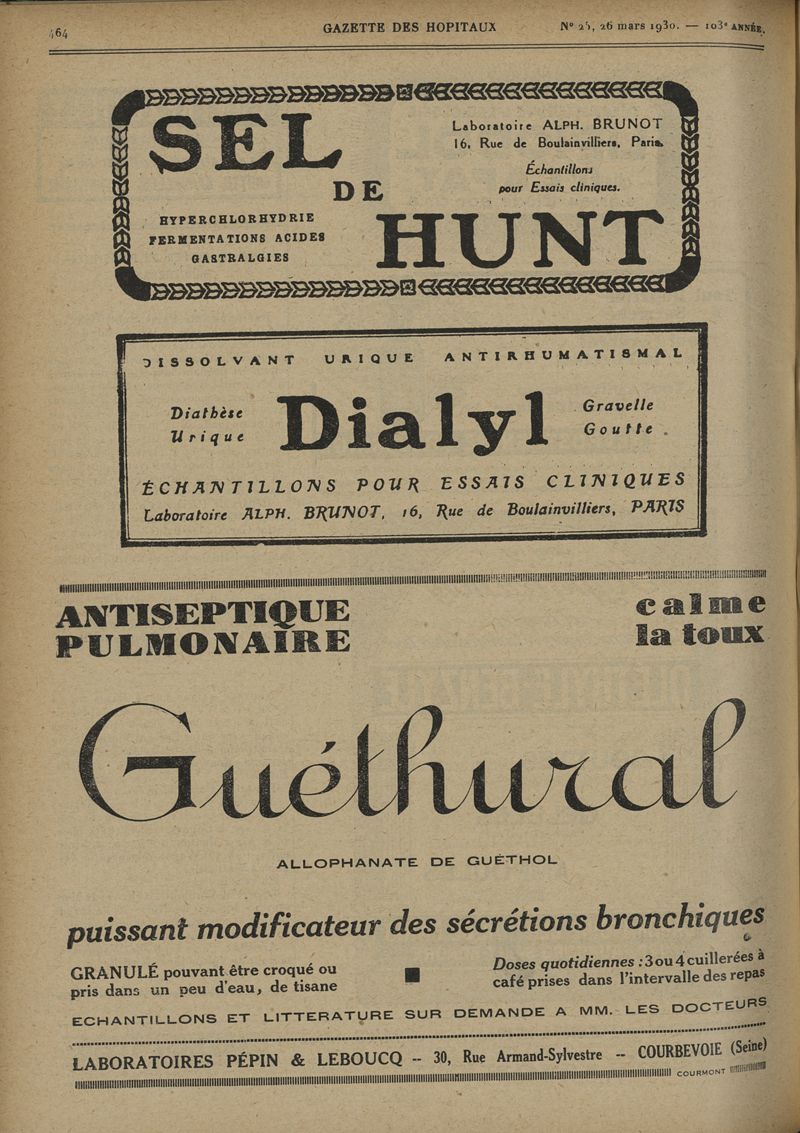 464
GAZETTE DES HOPITAUX
Nº 25, 26 mars 1930. — 103ᵉ ANNÉE.
SEL
DE
HUNT
Laboratoire ALPH. BRUNOT
16, Rue de Boulainvilliers, Paris.
Échantillons
pour Essais cliniques.
HYPERCHLORHYDRIE
FERMENTATIONS ACIDES
GASTRALGIES
DISSOLVANT URIQUE ANTIRHUMATISMAL
Diathèse
Urique
Dialyl
Gravelle
Goutte
ÉCHANTILLONS POUR ESSAIS CLINIQUES
Laboratoire ALPH. BRUNOT, 16, Rue de Boulainvilliers, PARIS
ANTISEPTIQUE
PULMONAIRE
calme
la toux
Guéthural
ALLOPHANATE DE GUÉTHOL
puissant modificateur des sécrétions bronchiques
GRANULÉ pouvant être croqué ou
pris dans un peu d'eau, de tisane
Doses quotidiennes : 3 ou 4 cuillerées à
café prises dans l'intervalle des repas
ECHANTILLONS ET LITTERATURE SUR DEMANDE A MM. LES DOCTEURS
LABORATOIRES PÉPIN & LEBOUCQ -- 30, Rue Armand-Sylvestre -- COURBEVOIE (Seine)
COURMONT